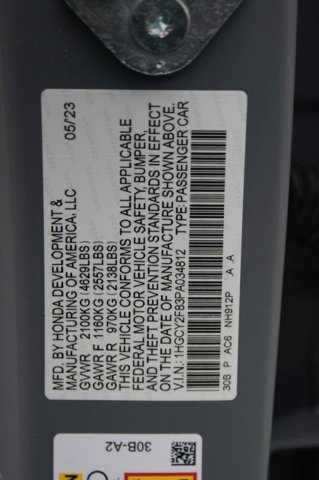 MFD. BY HONDA DEVELOPMENT &
MANUFACTURING OF AMERICA, LLC 05/23
GVWR 2100KG (4629LBS)
GAWR F 1160KG (2557LBS)
GAWR R 970KG (2138LBS)
THIS VEHICLE CONFORMS TO ALL APPLICABLE
FEDERAL MOTOR VEHICLE SAFETY, BUMPER,
AND THEFT PREVENTION STANDARDS IN EFFECT
ON THE DATE OF MANUFACTURE SHOWN ABOVE.
V.I.N.: 1HGCY2F83PA034812 TYPE:PASSENGER CAR
30B P AC6 NH912P A A
30B-A2